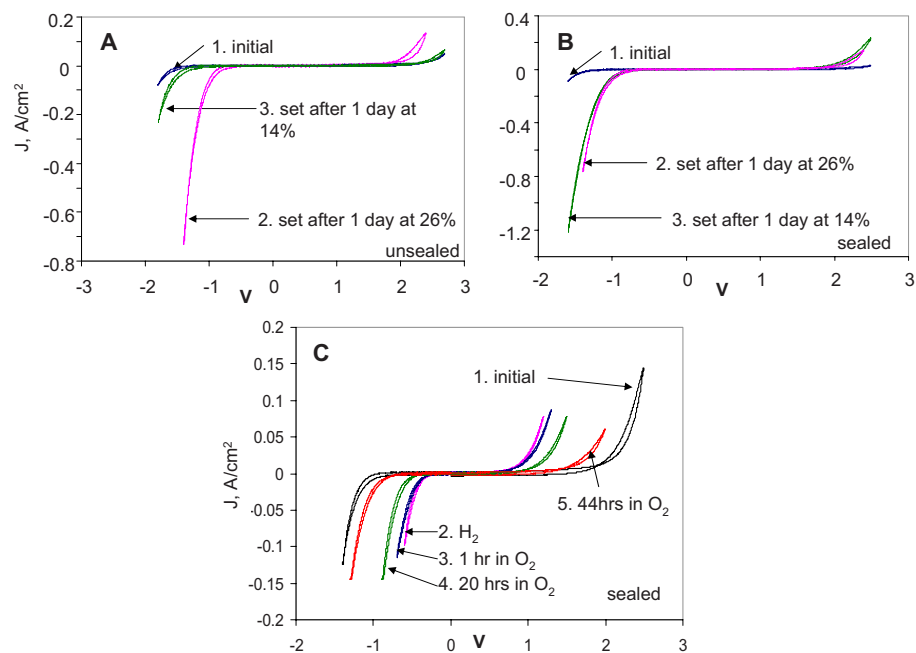 A
B
1. initial
1. initial
3. set after 1 day at
14%
2. set after 1 day at 26%
unsealed
2. set after 1 day at 26%
3. set after 1 day at 14%
sealed
J, A/cm²
0.2
0
-0.2
-0.4
-0.6
-0.8
0.4
0
-0.4
-0.8
-1.2
-3 -2 -1 0 1 2 3
V
-2 -1 0 1 2 3
V
C
1. initial
5. 44hrs in O₂
2. H₂
3. 1 hr in O₂
4. 20 hrs in O₂
sealed
J, A/cm²
0.2
0.15
0.1
0.05
0
-0.05
-0.1
-0.15
-0.2
-2 -1 0 1 2 3
V